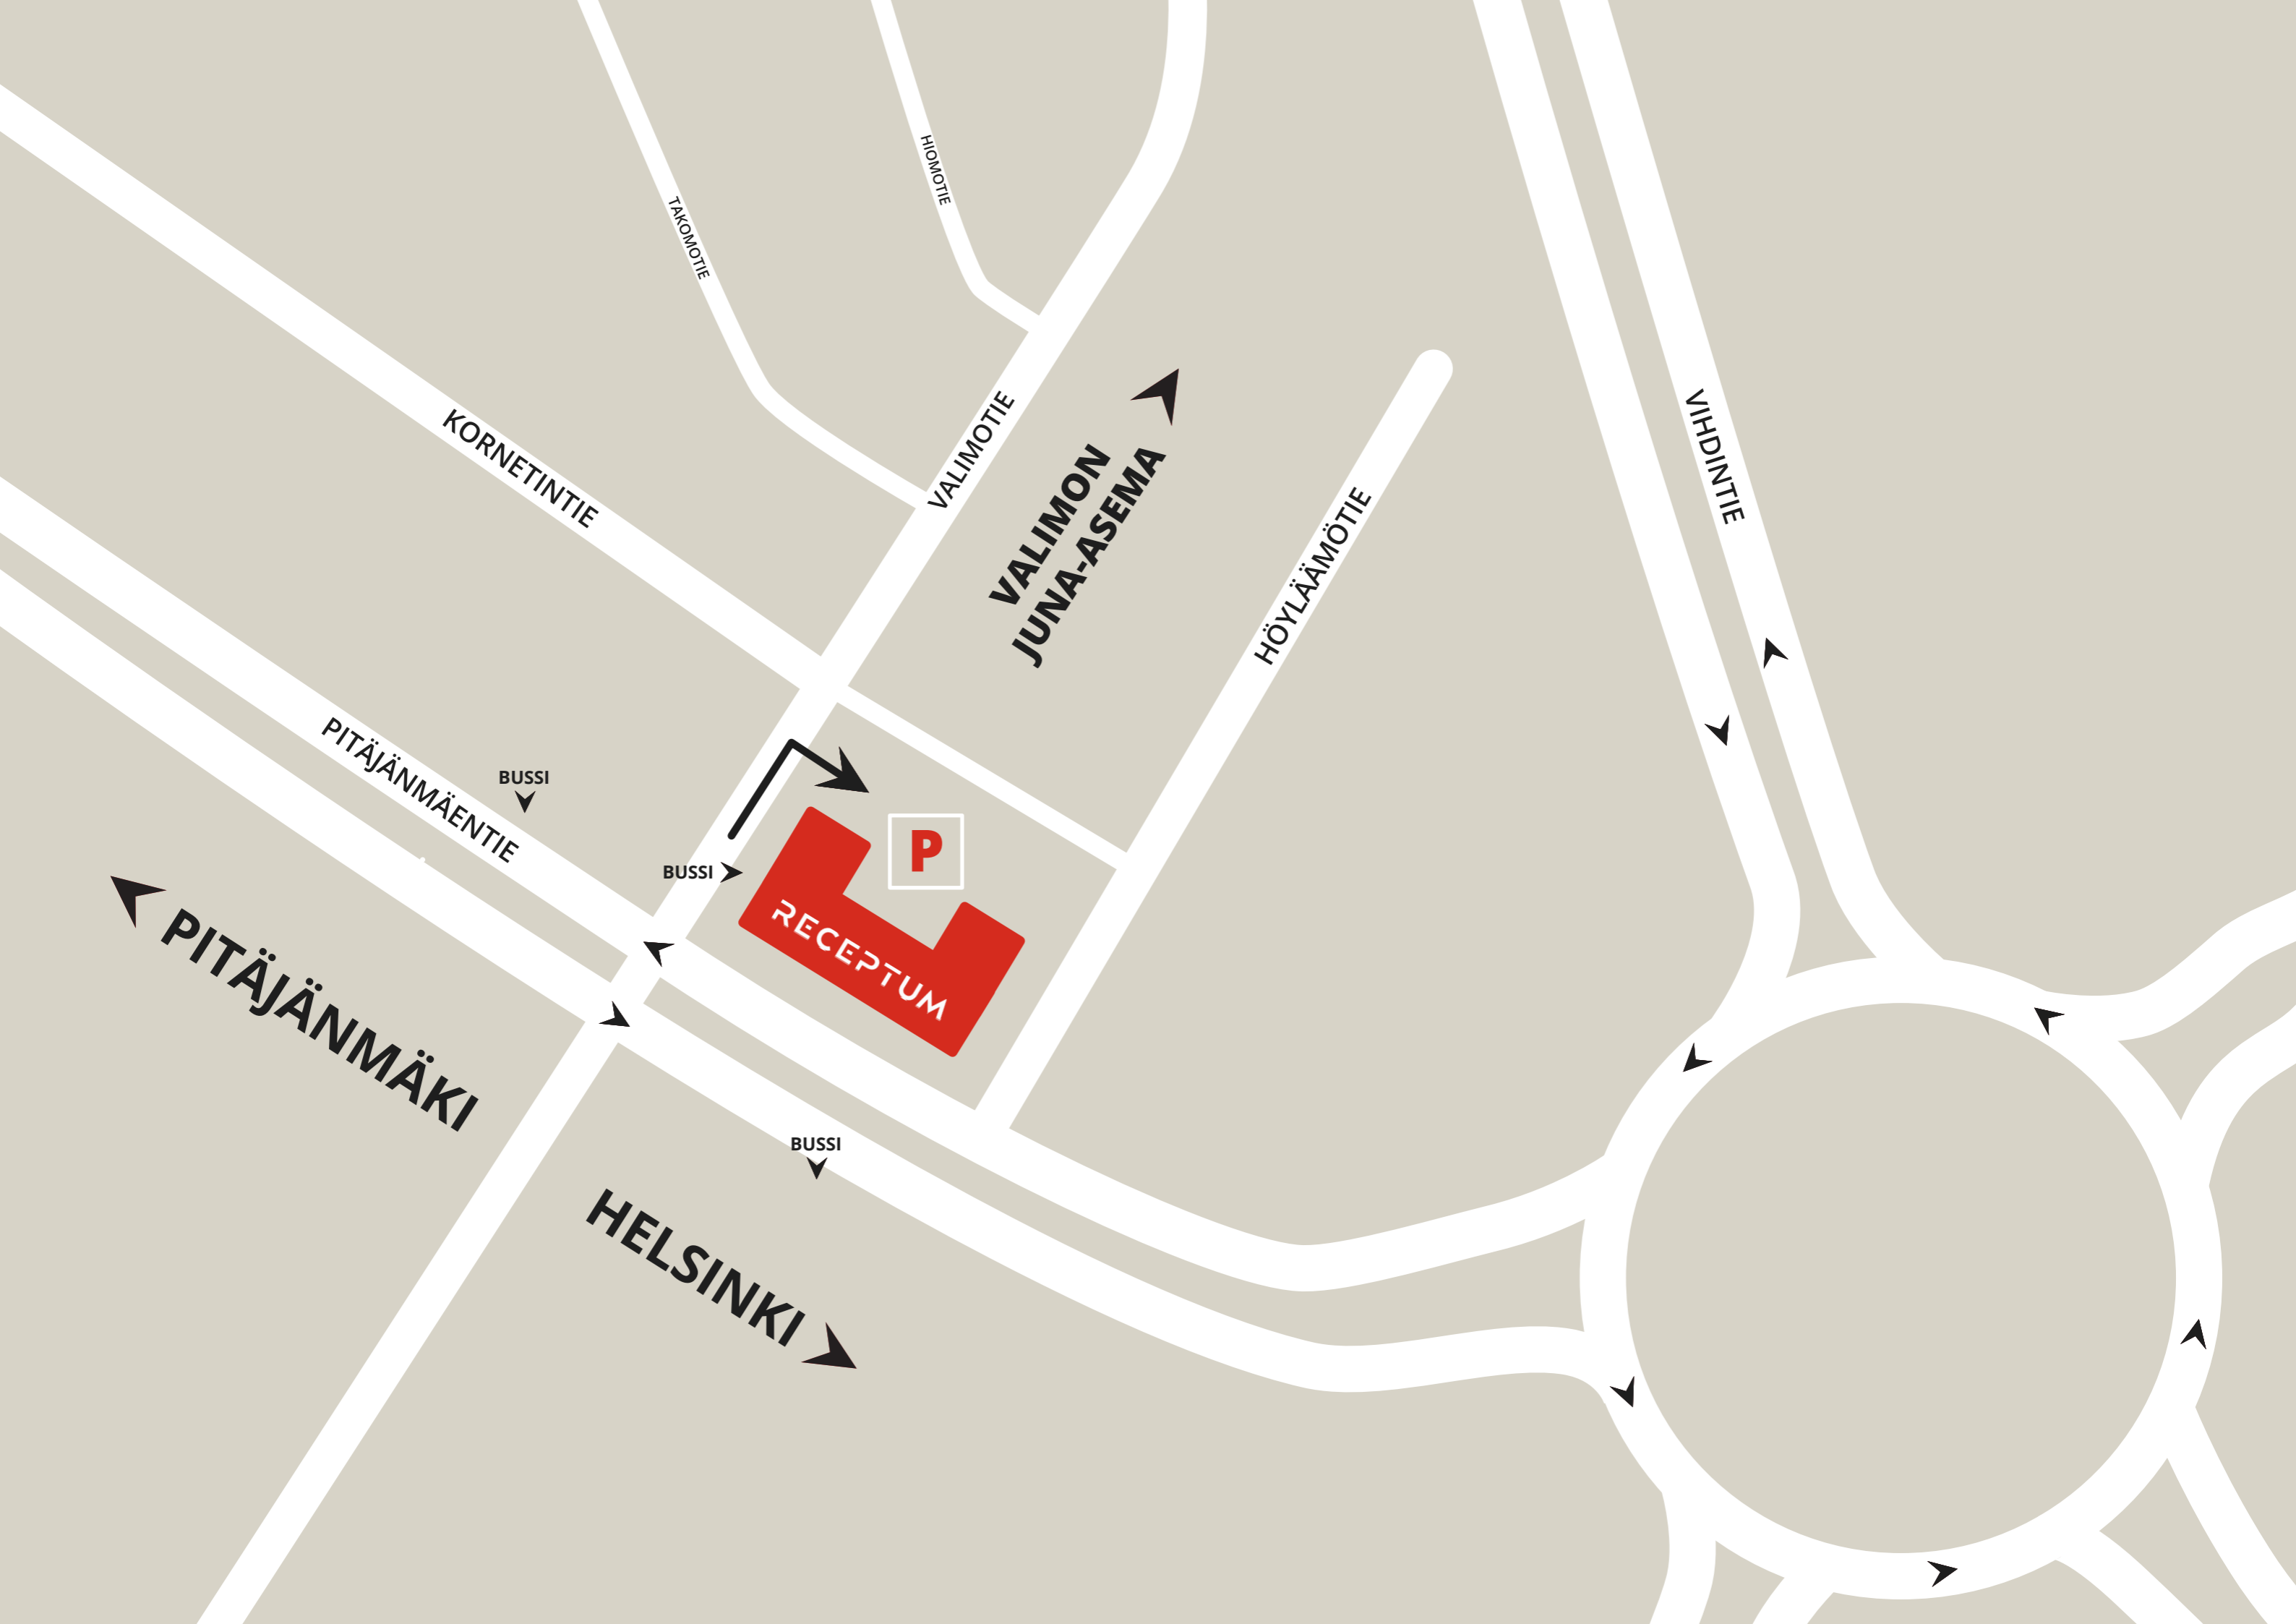 HIOMOTIE
TAKOMOTIE
KORNETINTIE
VALIMOTIE
VALIMON
JUNA-ASEMA
HÖYLÄÄMÖTIE
VIHDINTIE
PITÄJÄNMÄENTIE
BUSSI
BUSSI
P
RECEPTUM
PITÄJÄNMÄKI
BUSSI
HELSINKI